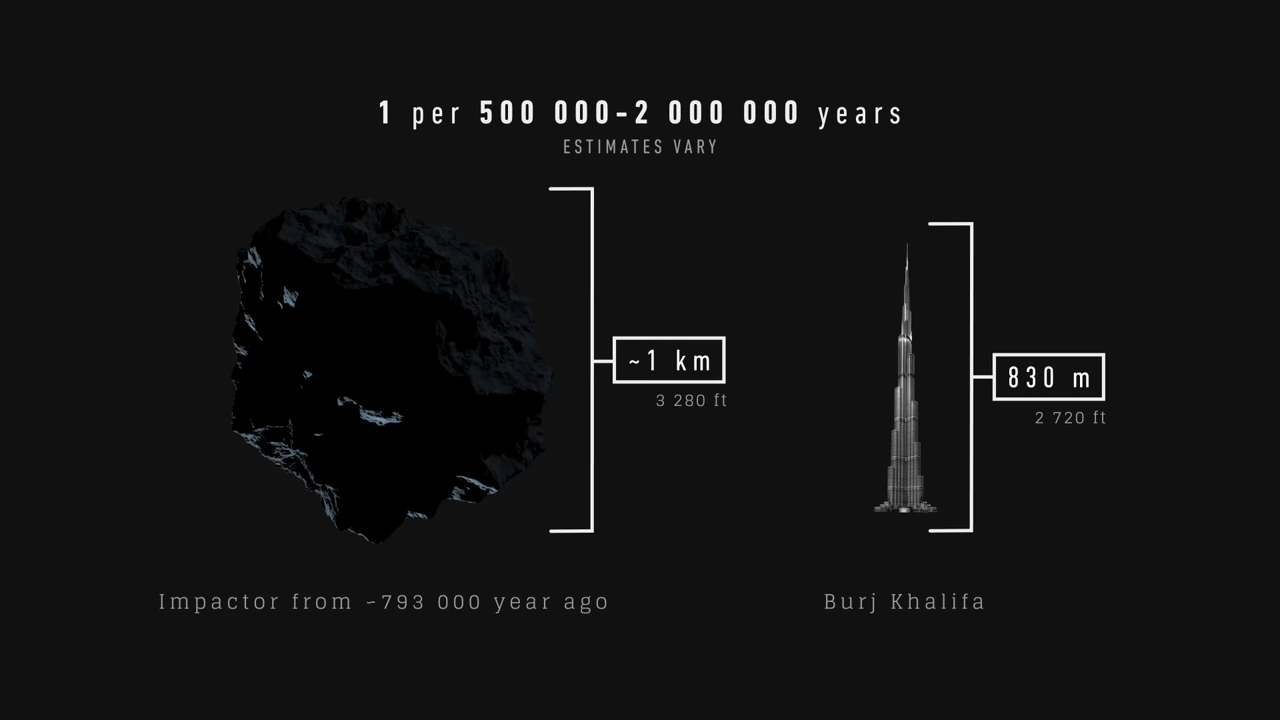 1 per 500 000–2 000 000 years
ESTIMATES VARY
~1 km
3 280 ft
830 m
2 720 ft
Impactor from ~793 000 year ago
Burj Khalifa